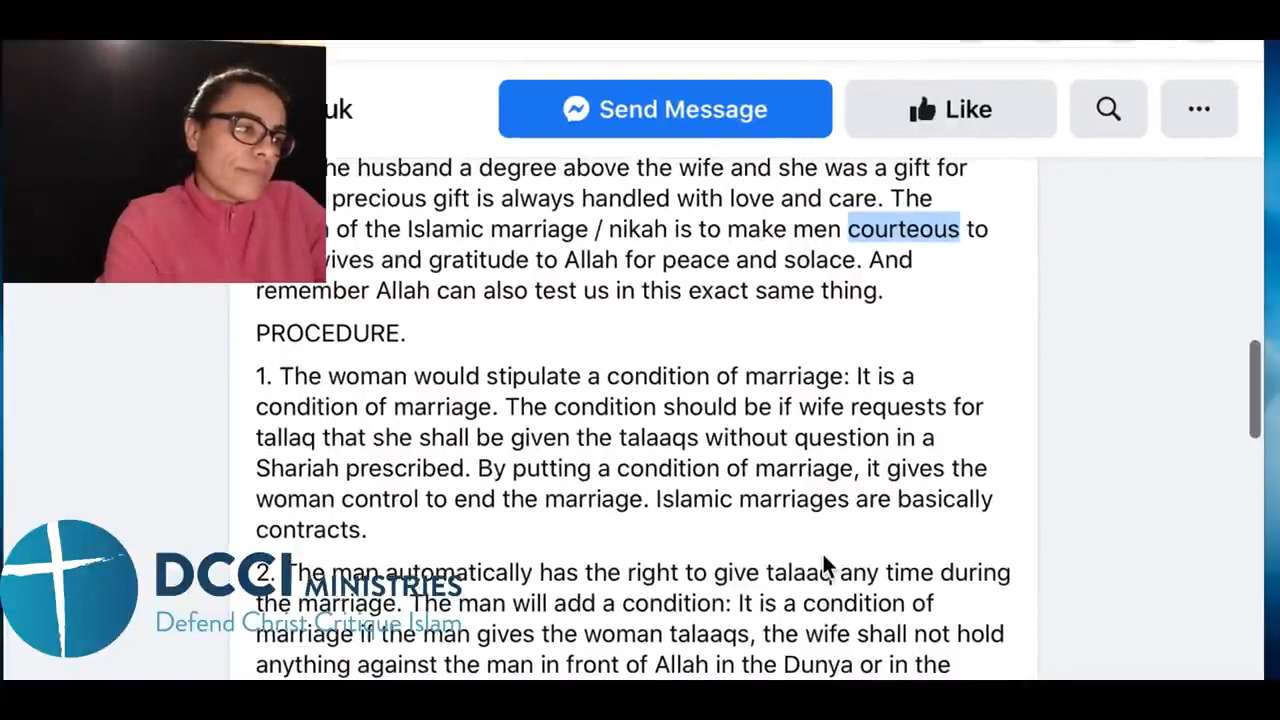 uk
Send Message
Like
he husband a degree above the wife and she was a gift for
precious gift is always handled with love and care. The
of the Islamic marriage / nikah is to make men courteous to
wives and gratitude to Allah for peace and solace. And
remember Allah can also test us in this exact same thing.
PROCEDURE.
1. The woman would stipulate a condition of marriage: It is a
condition of marriage. The condition should be if wife requests for
tallaq that she shall be given the talaaqs without question in a
Shariah prescribed. By putting a condition of marriage, it gives the
woman control to end the marriage. Islamic marriages are basically
contracts.
2. The man automatically has the right to give talaaq any time during
the marriage. The man will add a condition: It is a condition of
marriage if the man gives the woman talaaqs, the wife shall not hold
anything against the man in front of Allah in the Dunya or in the
DCCI MINISTRIES
Defend Christ Critique Islam